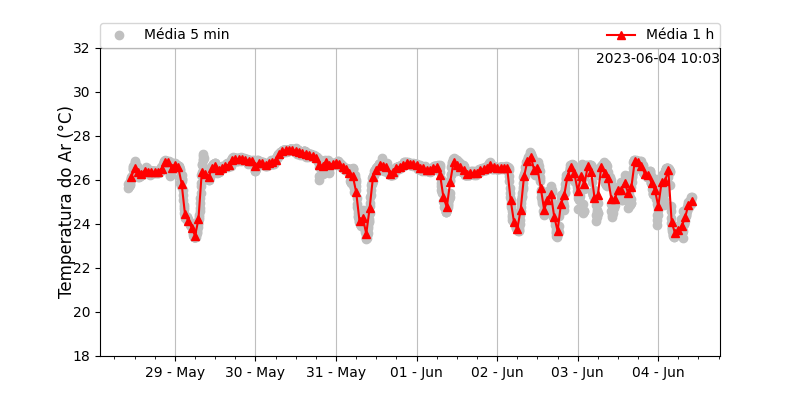 Média 5 min
Média 1 h
2023-06-04 10:03
Temperatura do Ar (°C)
32
30
28
26
24
22
20
18
29 - May
30 - May
31 - May
01 - Jun
02 - Jun
03 - Jun
04 - Jun